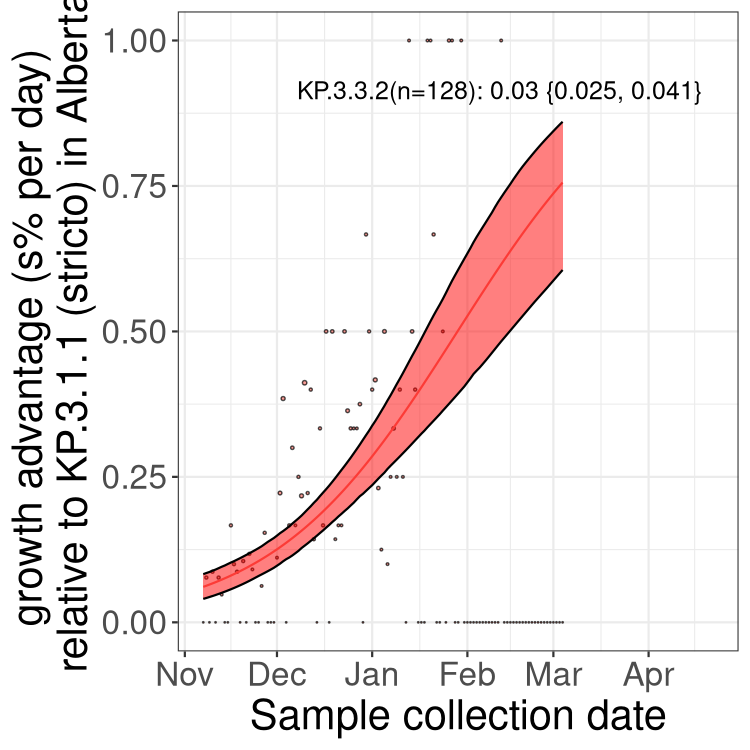 growth advantage (s% per day)
relative to KP.3.1.1 (stricto) in Alberta
1.00
0.75
0.50
0.25
0.00
KP.3.3.2(n=128): 0.03 {0.025, 0.041}
Nov Dec Jan Feb Mar Apr
Sample collection date